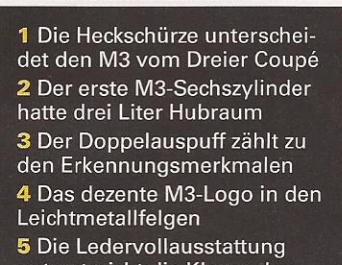 1 Die Heckschürze unterschei-
det den M3 vom Dreier Coupé
2 Der erste M3-Sechszylinder
hatte drei Liter Hubraum
3 Der Doppelauspuff zählt zu
den Erkennungsmerkmalen
4 Das dezente M3-Logo in den
Leichtmetallfelgen
5 Die Ledervollausstattung